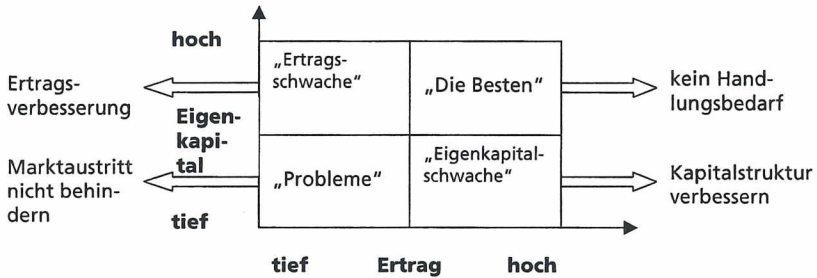 hoch
„Ertrags-
schwache“
„Die Besten“
Ertrags-
verbesserung
kein Hand-
lungsbedarf
Eigen-
kapi-
tal
Marktaustritt
nicht behin-
dern
„Probleme“
„Eigenkapital-
schwache“
Kapitalstruktur
verbessern
tief
tief Ertrag hoch